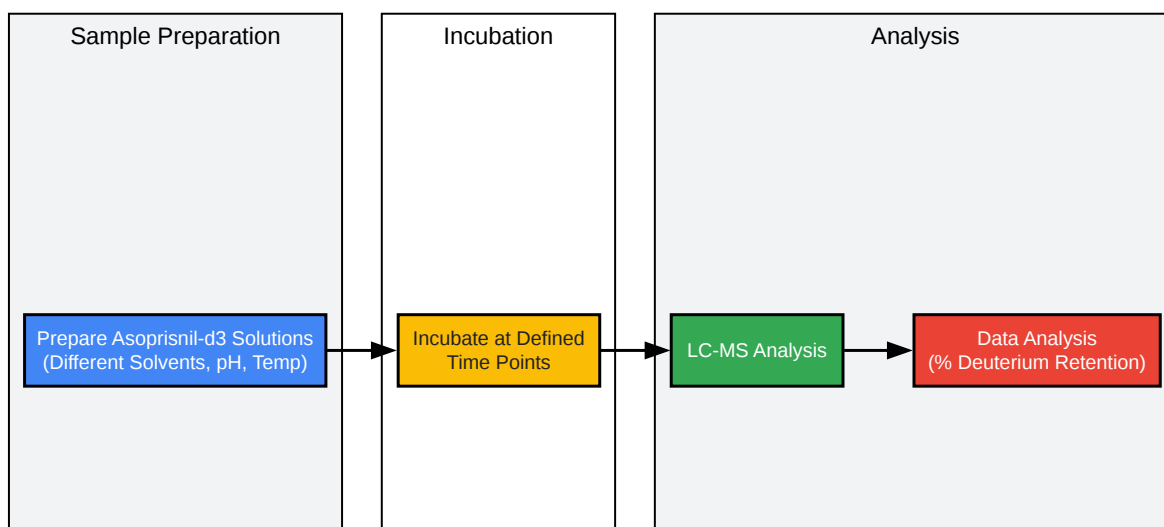 Sample Preparation
Incubation
Analysis
Prepare Asoprisnil-d3 Solutions
(Different Solvents, pH, Temp)
Incubate at Defined
Time Points
LC-MS Analysis
Data Analysis
(% Deuterium Retention)